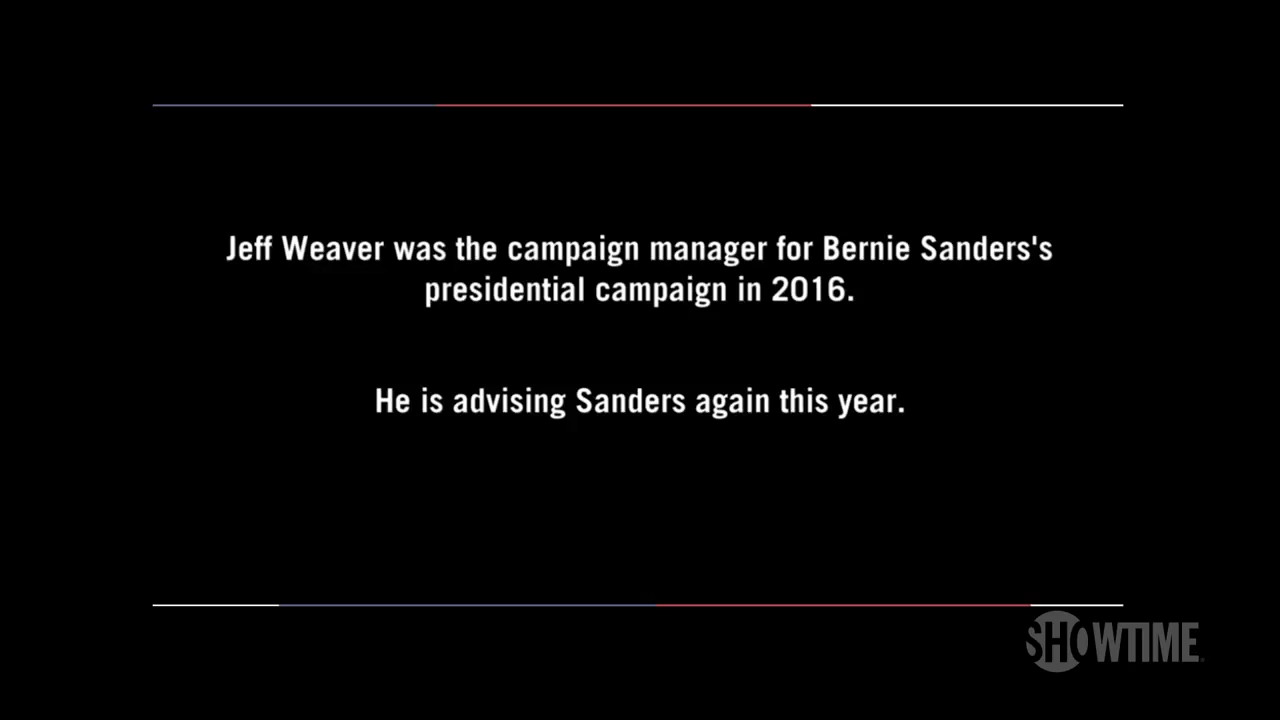 Jeff Weaver was the campaign manager for Bernie Sanders's
presidential campaign in 2016.
He is advising Sanders again this year.
SHOWTIME